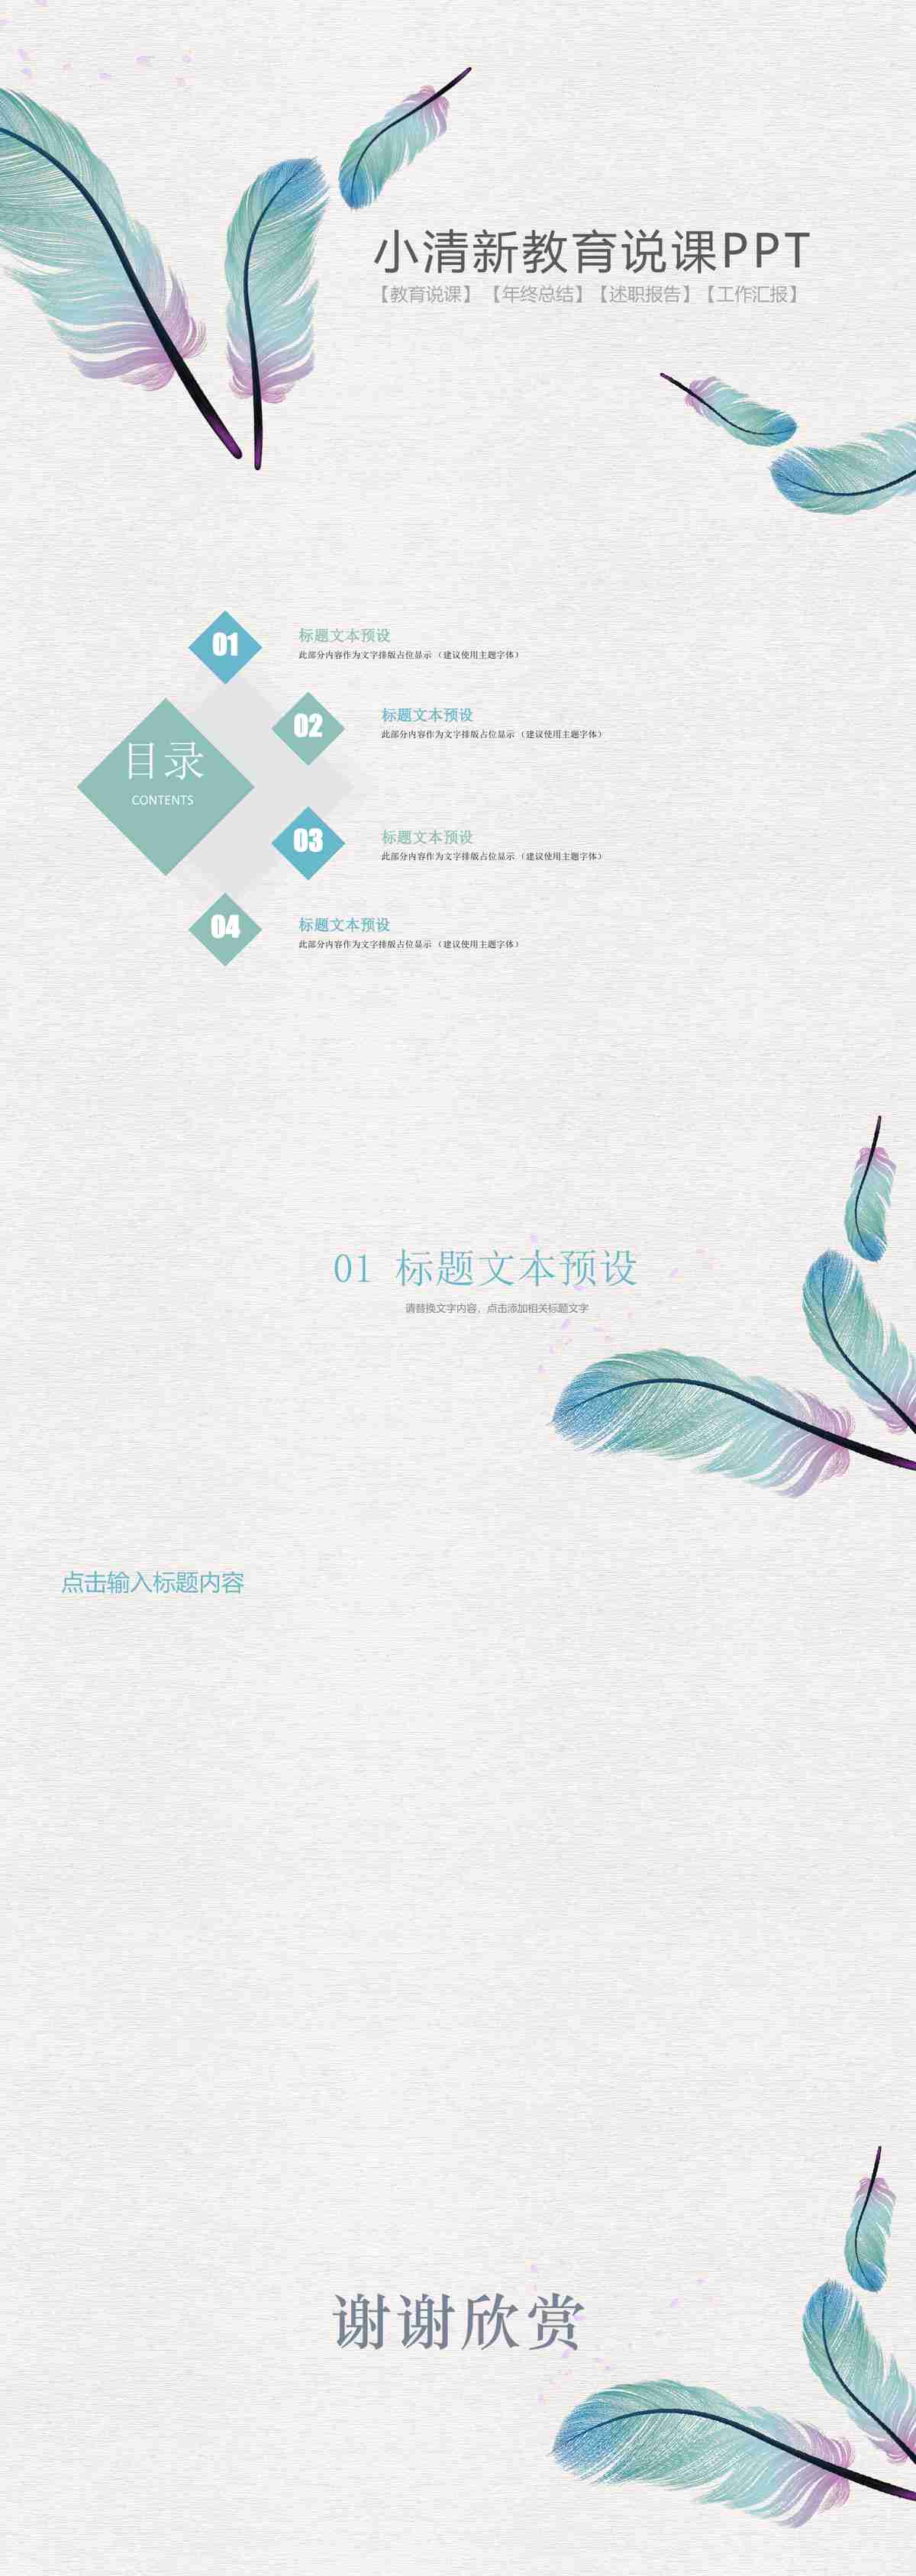 小清新教育说课PPT
【教育说课】【年终总结】【述职报告】【工作汇报】
01
标题文本预设
此部分内容作为文字排版占位显示（建议使用主题字体）
02
标题文本预设
此部分内容作为文字排版占位显示（建议使用主题字体）
目录
CONTENTS
03
标题文本预设
此部分内容作为文字排版占位显示（建议使用主题字体）
04
标题文本预设
此部分内容作为文字排版占位显示（建议使用主题字体）
01 标题文本预设
请替换文字内容，点击添加相关标题文字
点击输入标题内容
谢谢欣赏